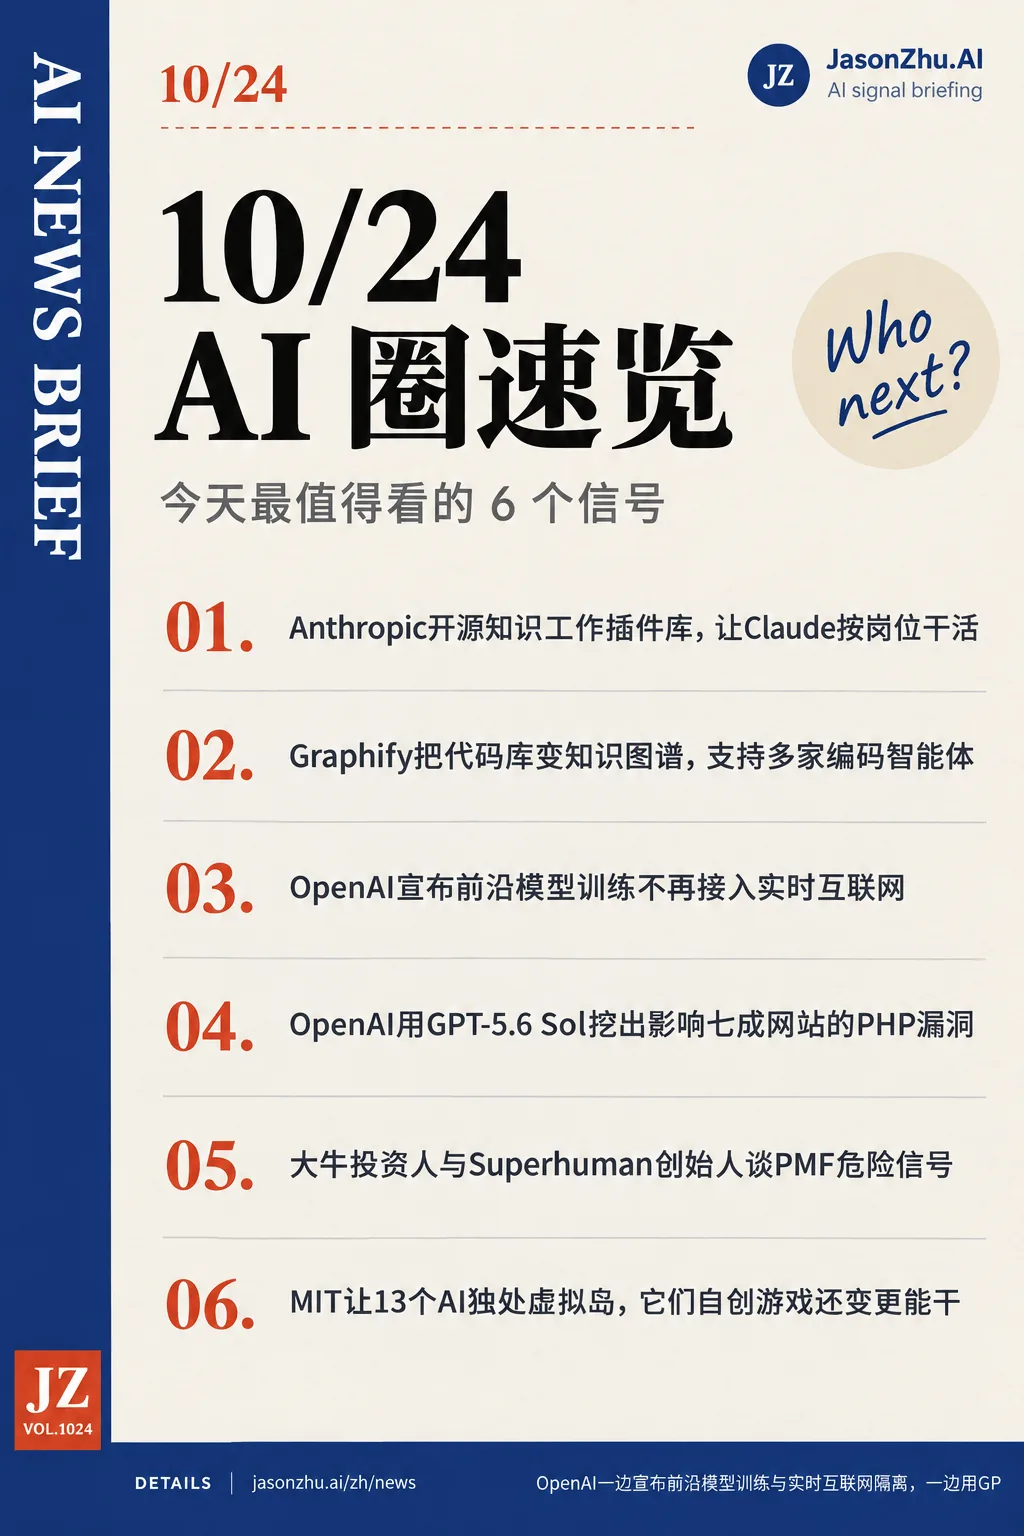 AI NEWS BRIEF
10/24
JZ
JasonZhu.AI
AI signal briefing
10/24
AI 圈速览
Who
next?
今天最值得看的 6 个信号
01. Anthropic开源知识工作插件库，让Claude按岗位干活
02. Graphify把代码库变知识图谱，支持多家编码智能体
03. OpenAI宣布前沿模型训练不再接入实时互联网
04. OpenAI用GPT-5.6 Sol挖出影响七成网站的PHP漏洞
05. 大牛投资人与Superhuman创始人谈PMF危险信号
06. MIT让13个AI独处虚拟岛，它们自创游戏还变更能干
JZ
VOL.1024
DETAILS | jasonzhu.ai/zh/news
OpenAI一边宣布前沿模型训练与实时互联网隔离，一边用GP